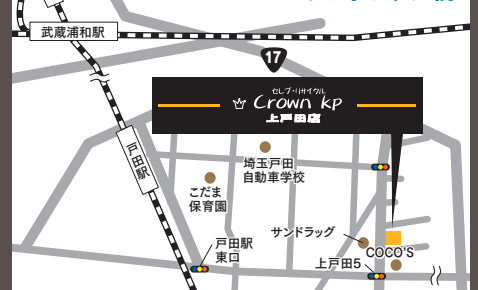 武蔵浦和駅
17
セレブ・リサイクル
Crown kp
上戸田店
戸田駅
埼玉戸田
自動車学校
こだま
保育園
サンドラッグ
戸田駅
東口
COCO'S
上戸田5